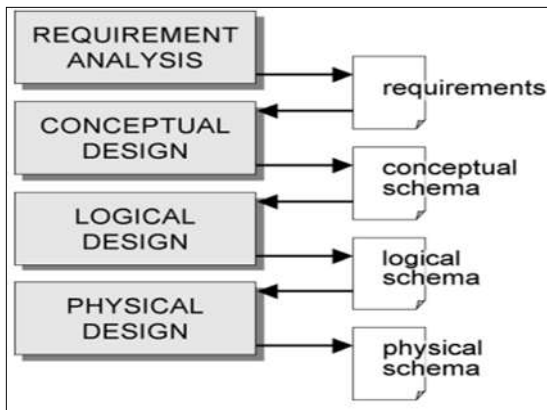 REQUIREMENT
ANALYSIS
requirements
CONCEPTUAL
DESIGN
conceptual
schema
LOGICAL
DESIGN
logical
schema
PHYSICAL
DESIGN
physical
schema